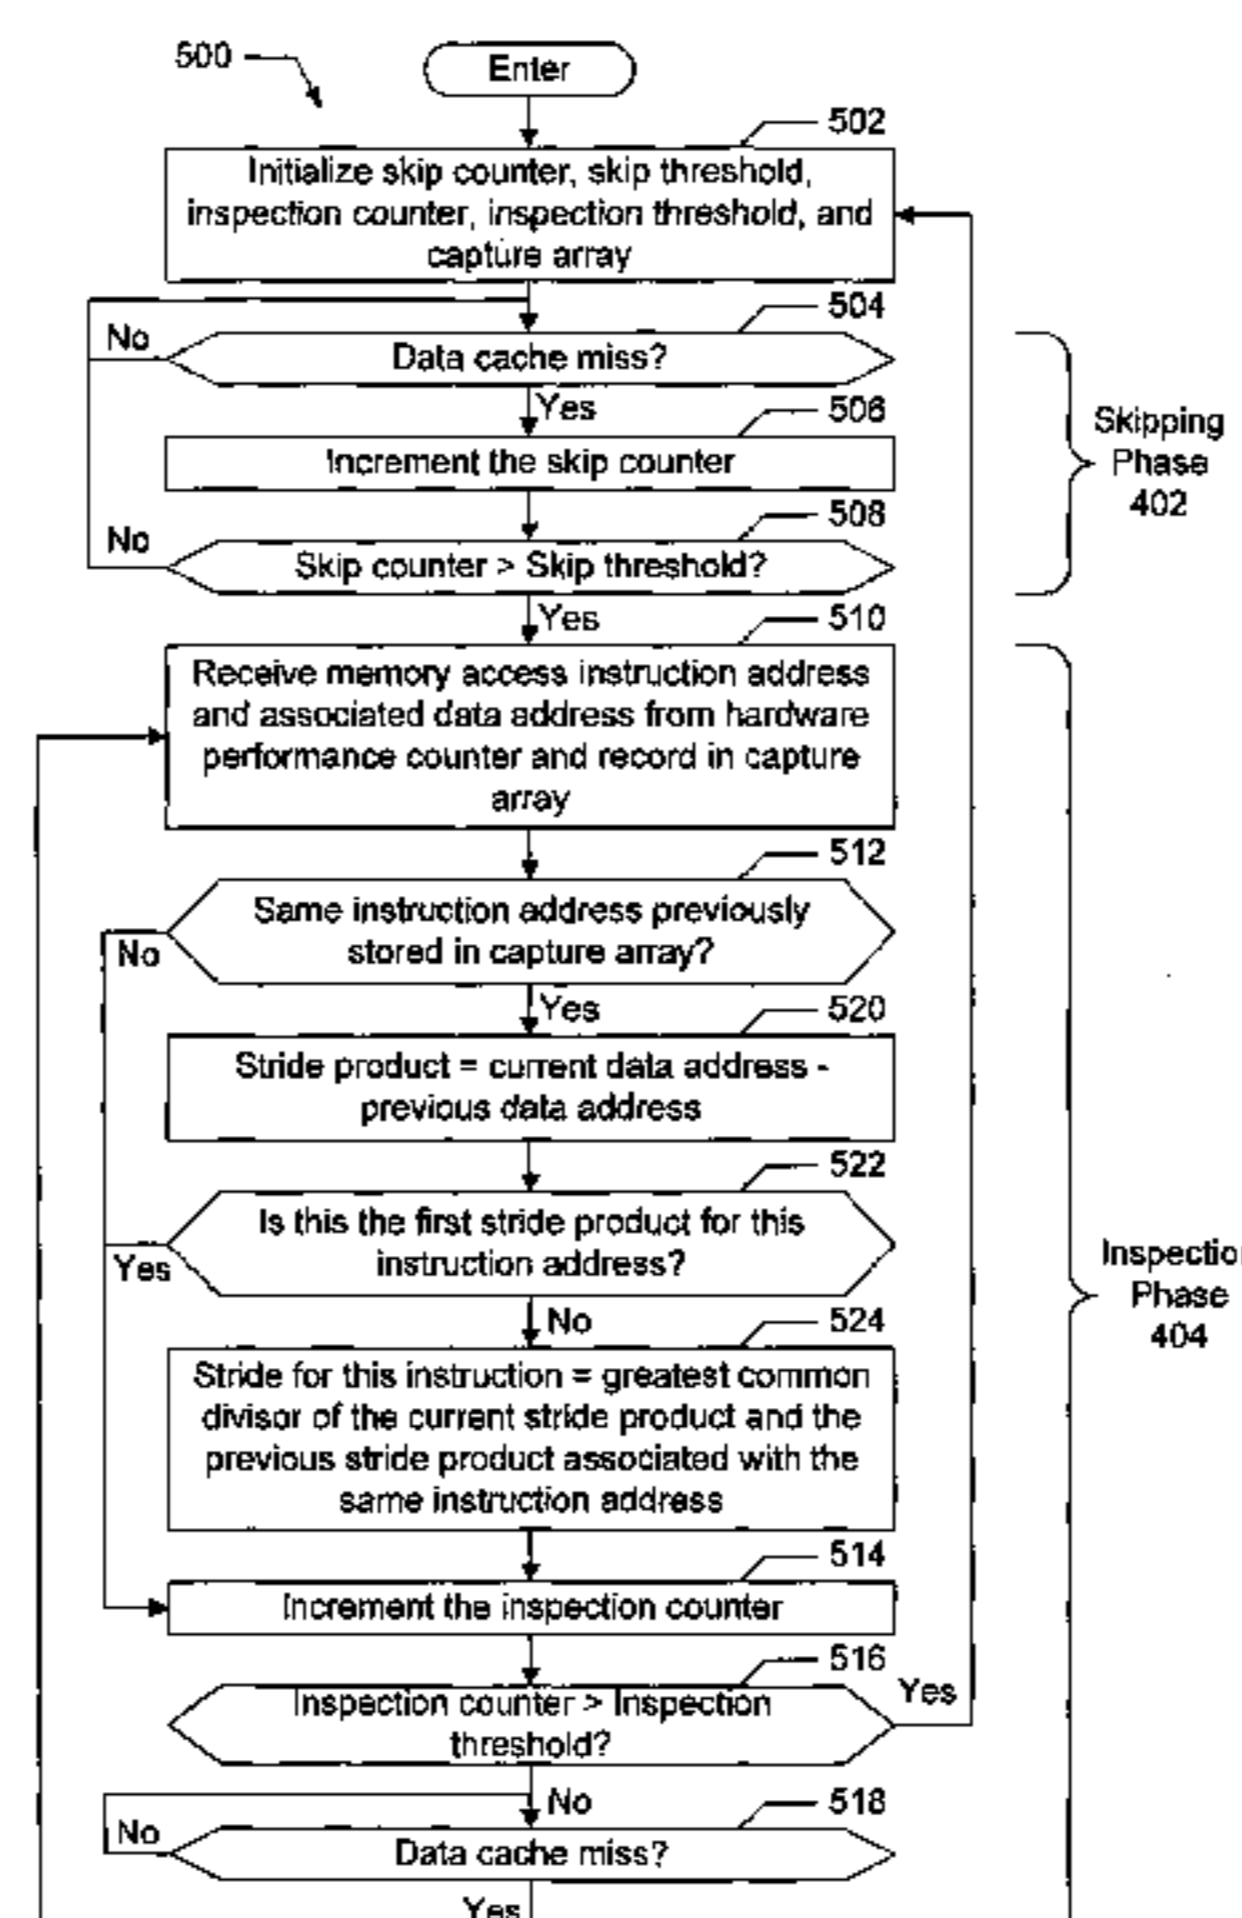 500
Enter
502
Initialize skip counter, skip threshold,
inspection counter, inspection threshold, and
capture array
504
No
Data cache miss?
Yes
506
Increment the skip counter
Skipping
Phase
402
508
No
Skip counter > Skip threshold?
Yes
510
Receive memory access instruction address
and associated data address from hardware
performance counter and record in capture
array
512
Same instruction address previously
stored in capture array?
No
Yes
520
Stride product = current data address -
previous data address
522
Is this the first stride product for this
instruction address?
Yes
Inspection
Phase
404
No
524
Stride for this instruction = greatest common
divisor of the current stride product and the
previous stride product associated with the
same instruction address
514
Increment the inspection counter
516
Inspection counter > Inspection
threshold?
Yes
No
518
No
Data cache miss?
Yes